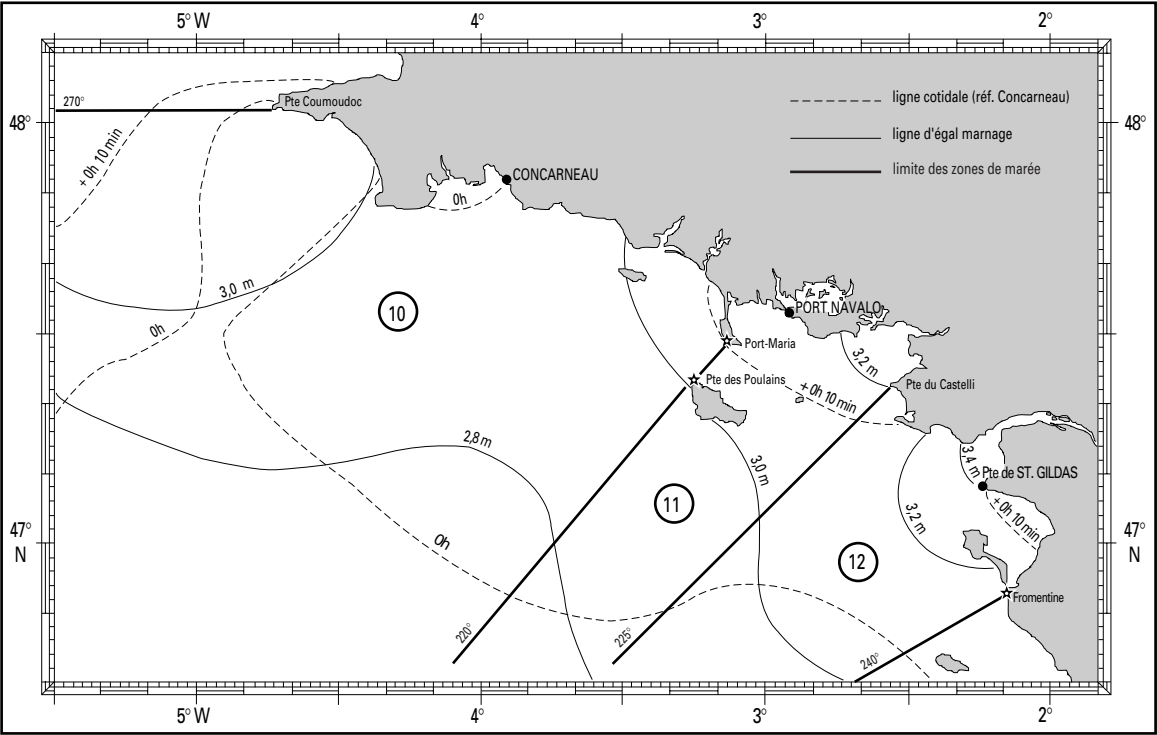 5° W 4° 3° 2°
270°
Pte Coumoudoc
ligne cotidale (réf. Concarneau)
48° 48°
ligne d'égal marnage
+ 0h 10 min
limite des zones de marée
CONCARNEAU
0h
3,0 m
10
PORT NAVALO
0h
Port-Maria
3,2 m
Pte des Poulains
Pte du Castelli
+ 0h 10 min
2,8 m
3,0 m
3,4 m
Pte de ST. GILDAS
11
+ 0h 10 min
3,2 m
47° N
0h
47° N
12
Fromentine
220°
225°
240°
5° W 4° 3° 2°